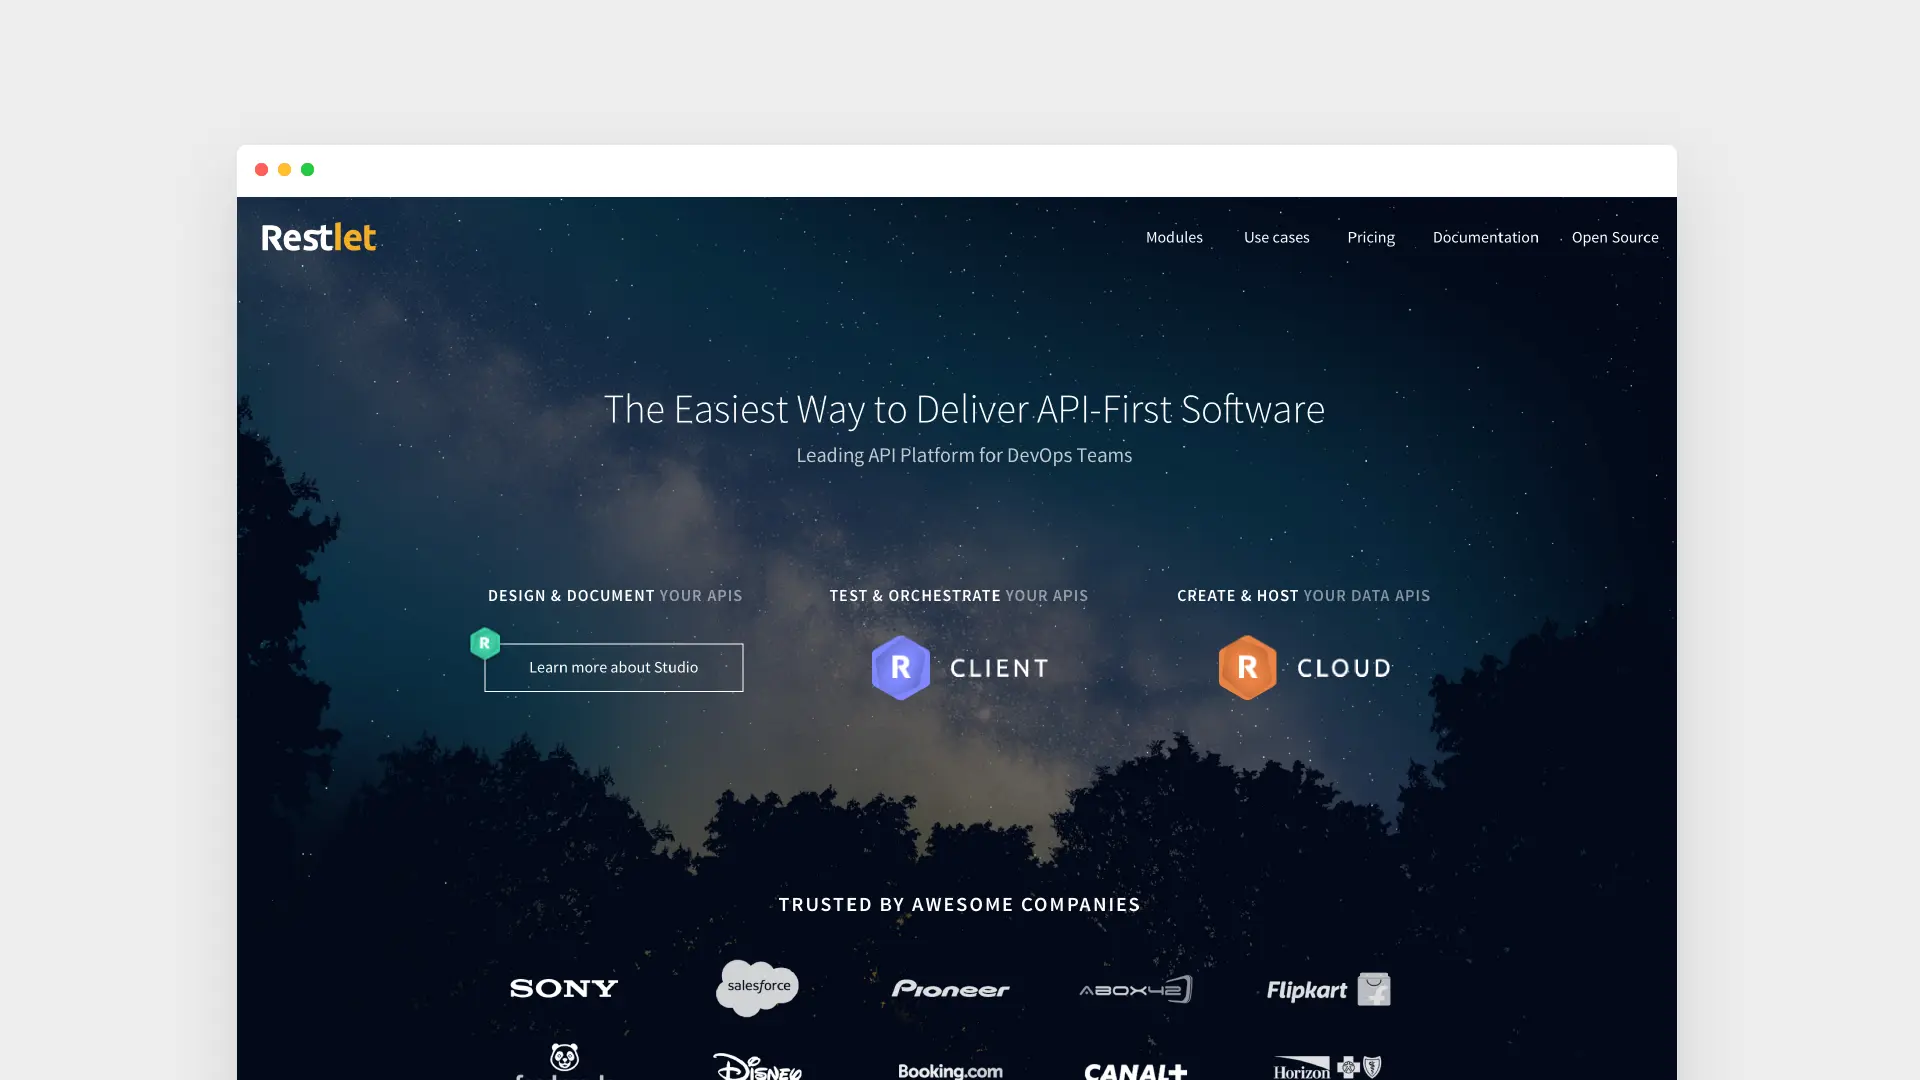 Restlet
Modules Use cases Pricing Documentation Open Source
The Easiest Way to Deliver API-First Software
Leading API Platform for DevOps Teams
DESIGN & DOCUMENT YOUR APIS
R
Learn more about Studio
TEST & ORCHESTRATE YOUR APIS
R CLIENT
CREATE & HOST YOUR DATA APIS
R CLOUD
TRUSTED BY AWESOME COMPANIES
SONY salesforce Pioneer ABOX42 Flipkart
DISNEY Booking.com CANAL+ Horizon